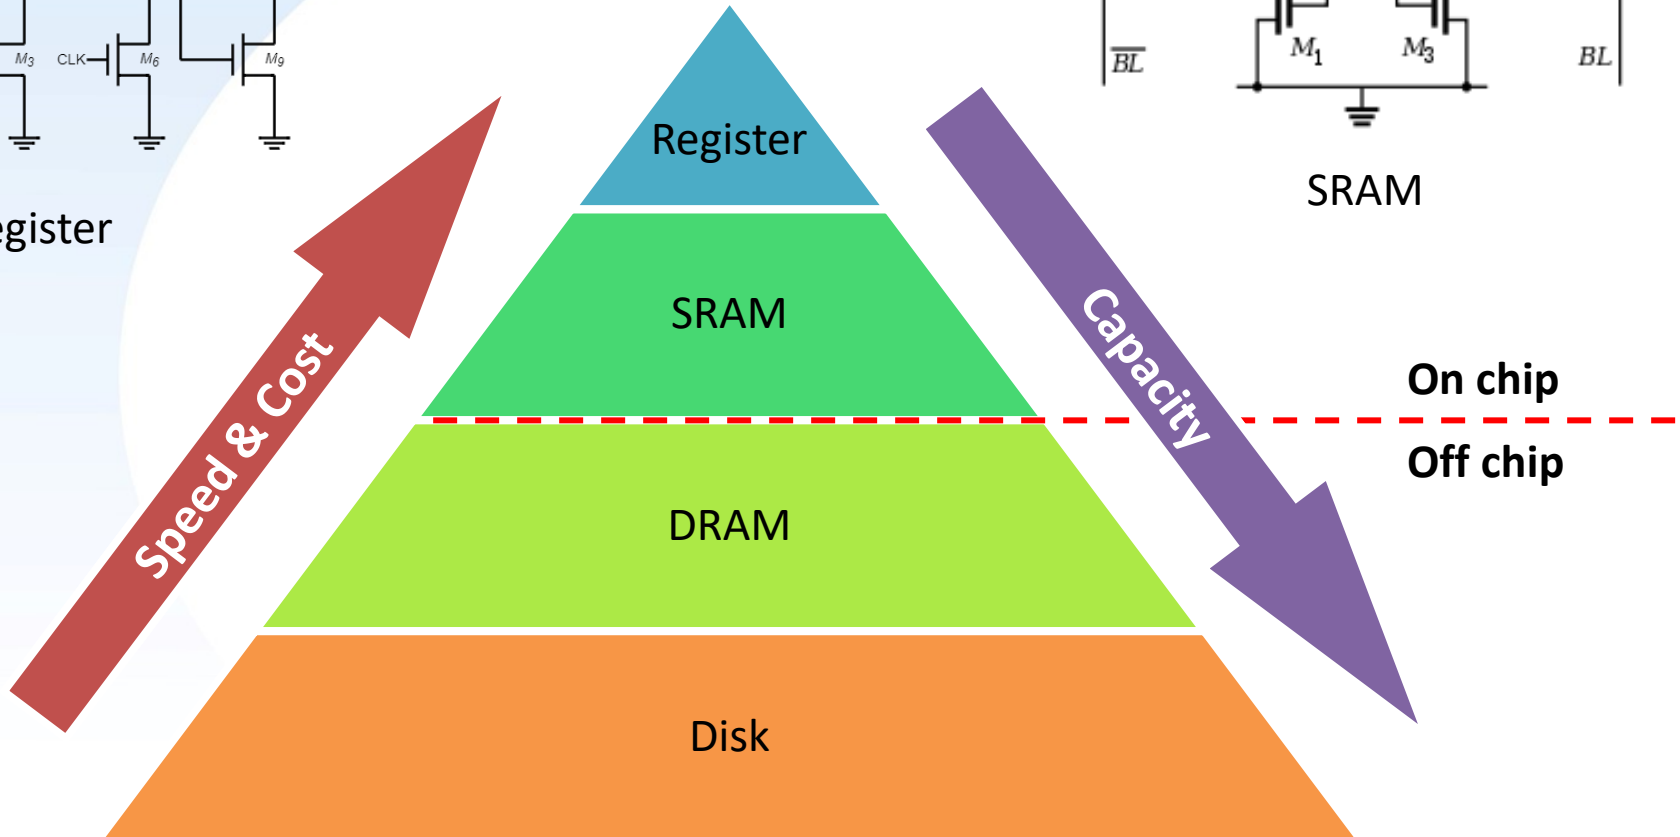 M3 CLK M6 M9
BL M1 M3 BL
Register
SRAM
egister
SRAM
Speed & Cost
Capacity
On chip
Off chip
DRAM
Disk